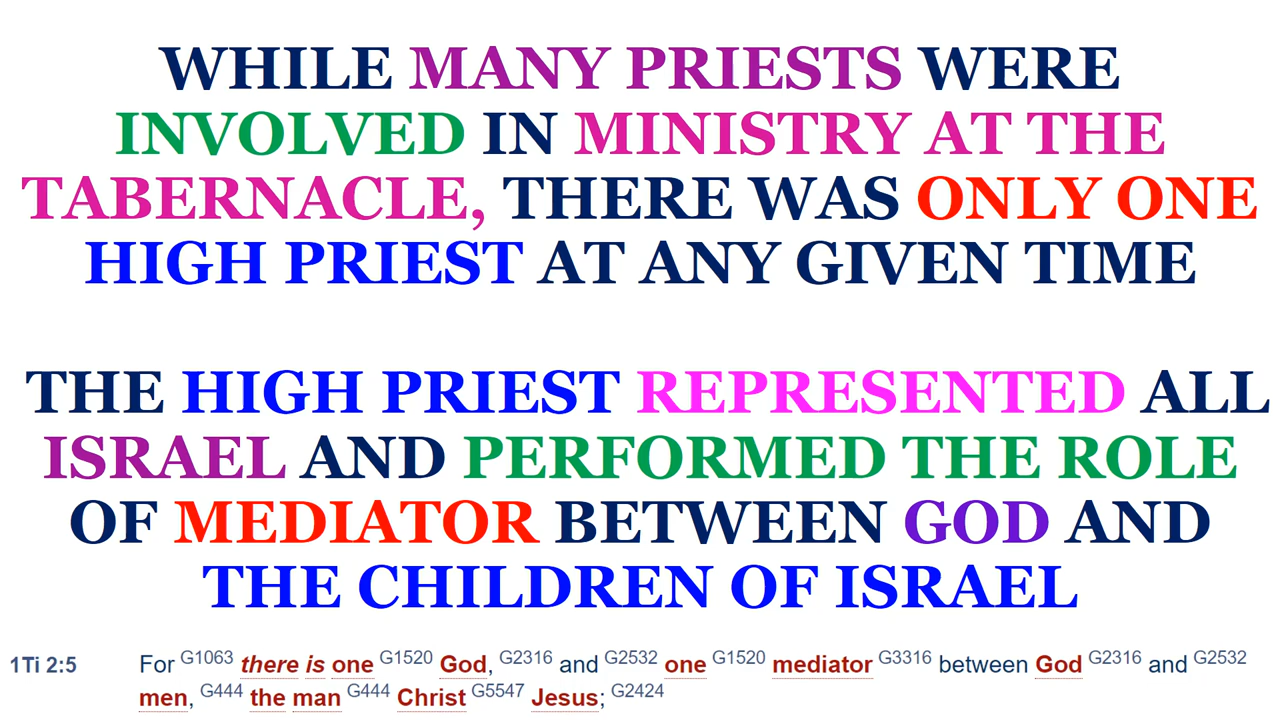 WHILE MANY PRIESTS WERE
INVOLVED IN MINISTRY AT THE
TABERNACLE, THERE WAS ONLY ONE
HIGH PRIEST AT ANY GIVEN TIME
THE HIGH PRIEST REPRESENTED ALL
ISRAEL AND PERFORMED THE ROLE
OF MEDIATOR BETWEEN GOD AND
THE CHILDREN OF ISRAEL
1Ti 2:5 For G1063 there is one G1520 God, G2316 and G2532 one G1520 mediator G3316 between God G2316 and G2532
men, G444 the man G444 Christ G5547 Jesus; G2424